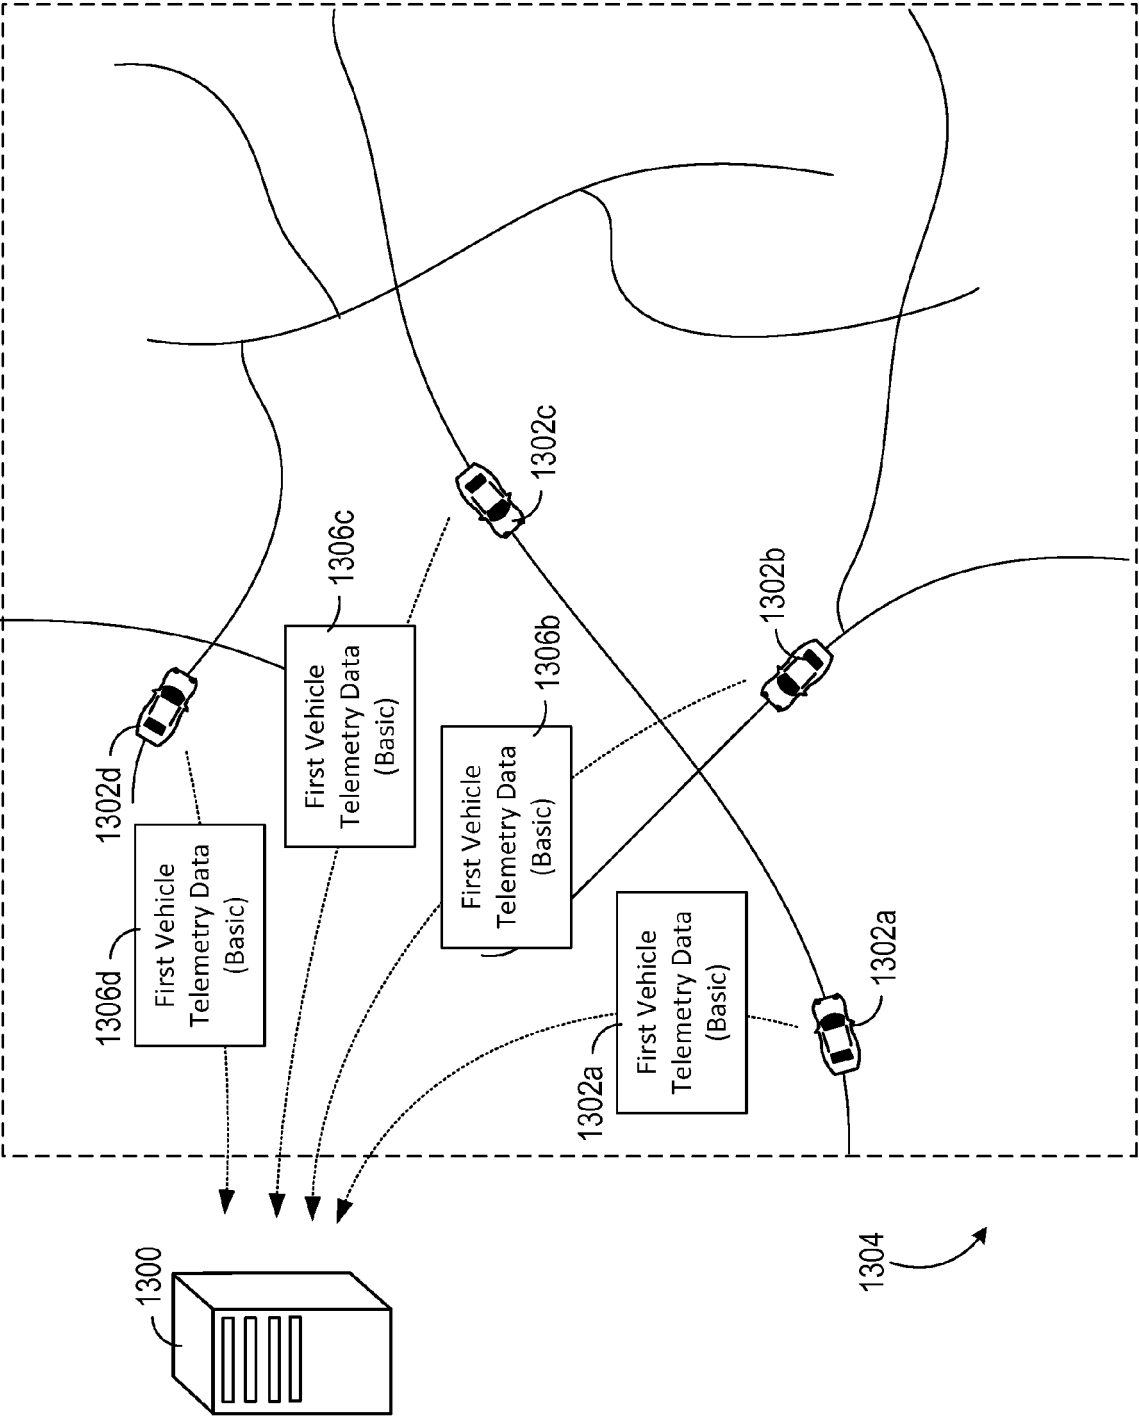 1300
1306d
First Vehicle
Telemetry Data
(Basic)
1302d
First Vehicle
Telemetry Data
(Basic)
1306c
First Vehicle
Telemetry Data
(Basic)
1306b
1302c
1302a
First Vehicle
Telemetry Data
(Basic)
1302b
1302a
1304